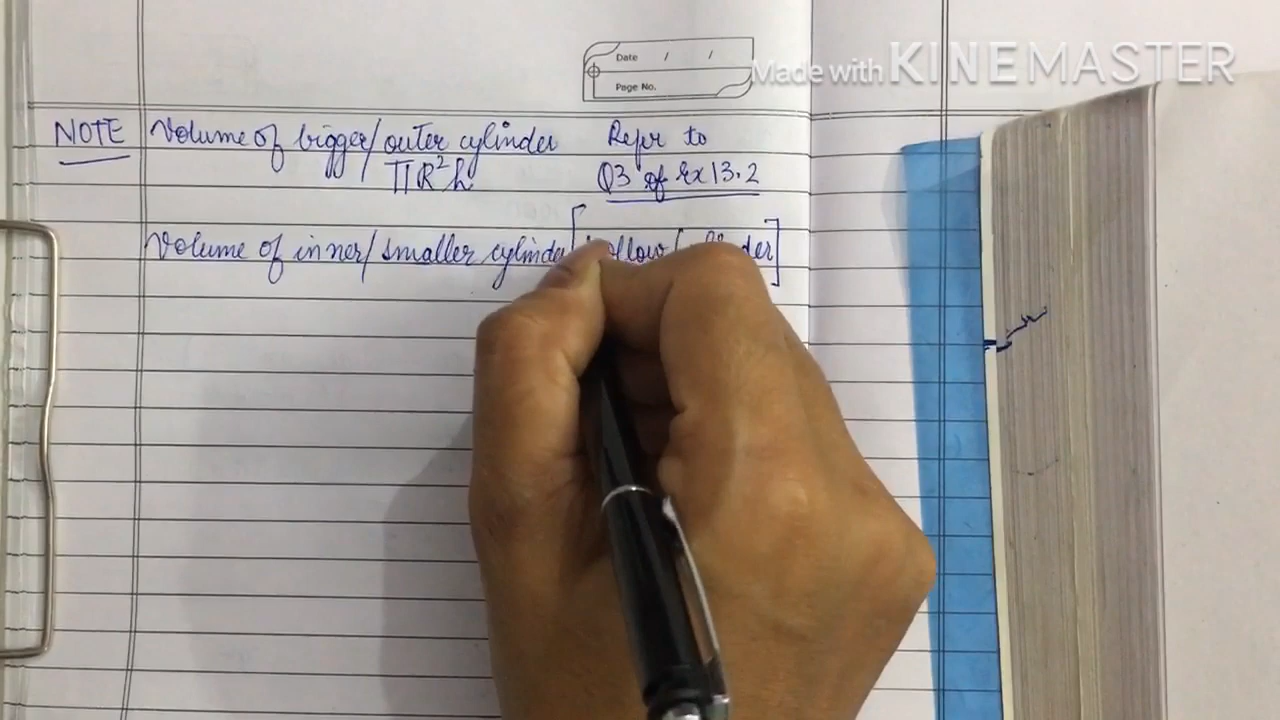 Made with KINEMASTER
Date / /
Page No.
NOTE Volume of bigger/outer cylinder Refer to
πR²h Q3 of Ex 13.2
Volume of inner/smaller cylinder [hollow